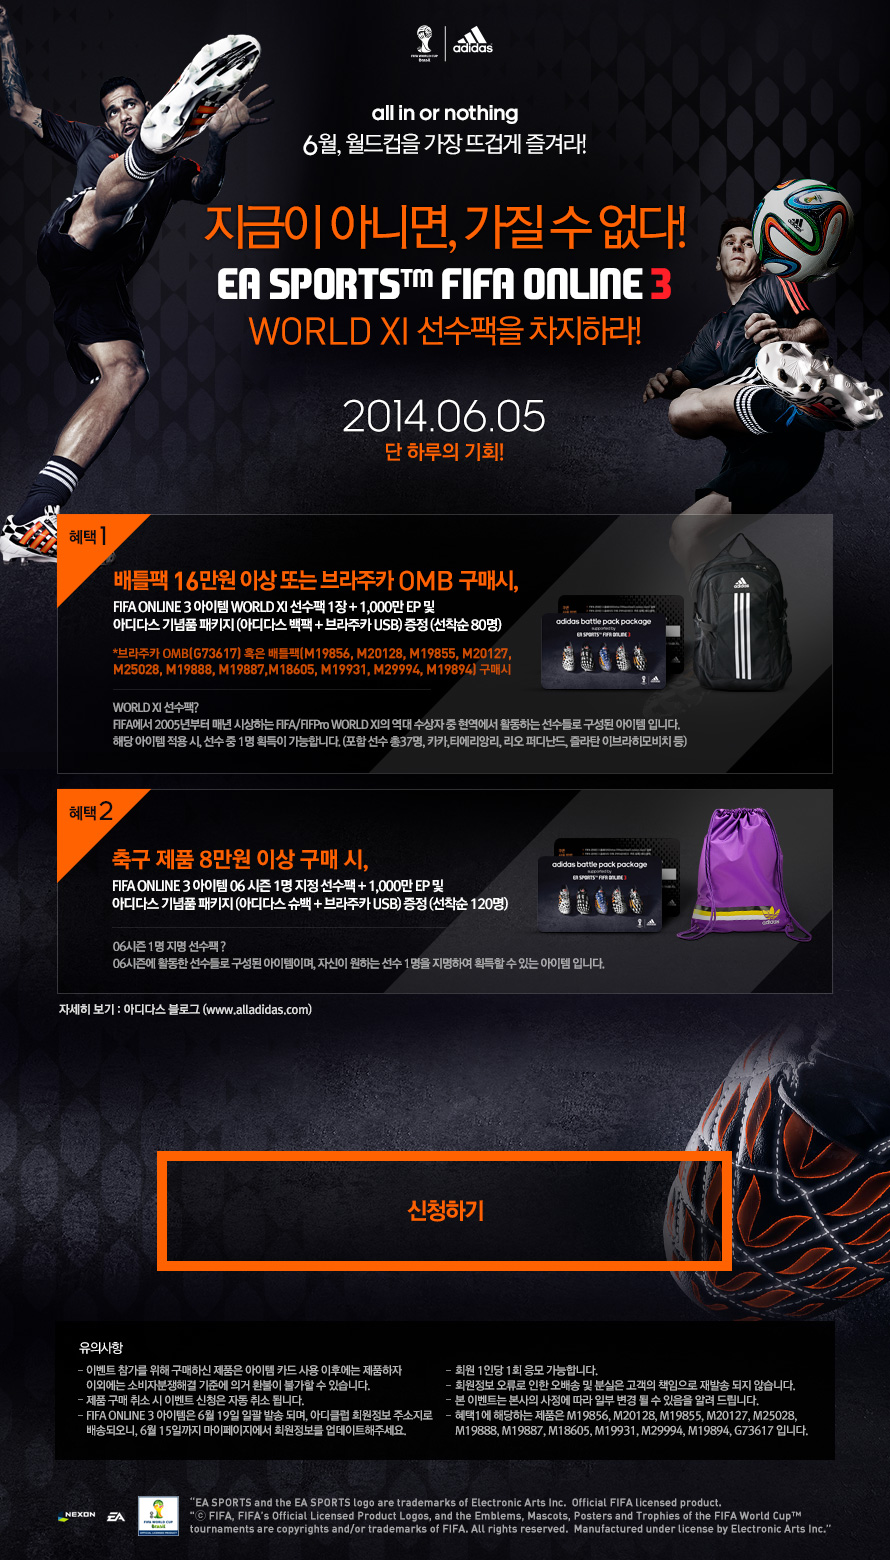 FIFA WORLD CUP
Brasil
adidas
all in or nothing
6월, 월드컵을 가장 뜨겁게 즐겨라!
지금이 아니면, 가질 수 없다!
EA SPORTS™ FIFA ONLINE 3
WORLD XI 선수팩을 차지하라!
2014.06.05
단 하루의 기회!
혜택1
배틀팩 16만원 이상 또는 브라주카 OMB 구매시,
FIFA ONLINE 3 아이템 WORLD XI 선수팩 1장 + 1,000만 EP 및
아디다스 기념품 패키지 (아디다스 백팩 + 브라주카 USB) 증정 (선착순 80명)
*브라주카 OMB(G73617) 혹은 배틀팩(M19856, M20128, M19855, M20127,
M25028, M19888, M19887,M18605, M19931, M29994, M19894) 구매시
adidas battle pack package
supported by
EA SPORTS™ FIFA ONLINE 3
adidas
WORLD XI 선수팩?
FIFA에서 2005년부터 매년 시상하는 FIFA/FIFPro WORLD XI의 역대 수상자 중 현역에서 활동하는 선수들로 구성된 아이템 입니다.
해당 아이템 적용 시, 선수 중 1명 획득이 가능합니다. (포함 선수 총37명, 카카,티에리앙리, 리오 퍼디난드, 즐라탄 이브라히모비치 등)
혜택2
축구 제품 8만원 이상 구매 시,
FIFA ONLINE 3 아이템 06 시즌 1명 지정 선수팩 + 1,000만 EP 및
아디다스 기념품 패키지 (아디다스 슈백 + 브라주카 USB) 증정 (선착순 120명)
adidas battle pack package
supported by
EA SPORTS™ FIFA ONLINE 3
adidas
06시즌 1명 지명 선수팩 ?
06시즌에 활동한 선수들로 구성된 아이템이며, 자신이 원하는 선수 1명을 지명하여 획득할 수 있는 아이템 입니다.
자세히 보기 : 아디다스 블로그 (www.alladidas.com)
신청하기
유의사항
- 이벤트 참가를 위해 구매하신 제품은 아이템 카드 사용 이후에는 제품하자
이외에는 소비자분쟁해결 기준에 의거 환불이 불가할 수 있습니다.
- 제품 구매 취소 시 이벤트 신청은 자동 취소 됩니다.
- FIFA ONLINE 3 아이템은 6월 19일 일괄 발송 되며, 아디클럽 회원정보 주소지로
배송되오니, 6월 15일까지 마이페이지에서 회원정보를 업데이트해주세요.
- 회원 1인당 1회 응모 가능합니다.
- 회원정보 오류로 인한 오배송 및 분실은 고객의 책임으로 재발송 되지 않습니다.
- 본 이벤트는 본사의 사정에 따라 일부 변경 될 수 있음을 알려 드립니다.
- 혜택1에 해당하는 제품은 M19856, M20128, M19855, M20127, M25028,
M19888, M19887, M18605, M19931, M29994, M19894, G73617 입니다.
NEXON
EA
FIFA WORLD CUP
Brasil
OFFICIAL LICENSED PRODUCT
"EA SPORTS and the EA SPORTS logo are trademarks of Electronic Arts Inc. Official FIFA licensed product.
"ⓒ FIFA, FIFA's Official Licensed Product Logos, and the Emblems, Mascots, Posters and Trophies of the FIFA World Cup™
tournaments are copyrights and/or trademarks of FIFA. All rights reserved. Manufactured under license by Electronic Arts Inc."